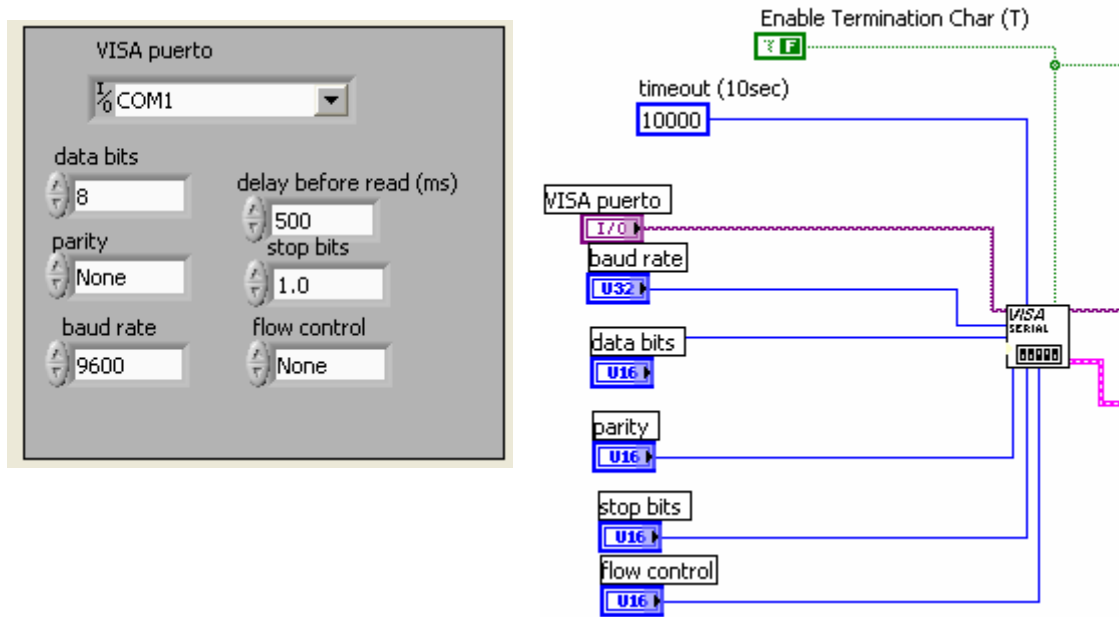 VISA puerto
I/O COM1
data bits
8
delay before read (ms)
500
parity
None
stop bits
1.0
baud rate
9600
flow control
None
Enable Termination Char (T)
? F
timeout (10sec)
10000
VISA puerto
I/O
baud rate
U32
VISA
SERIAL
data bits
U16
parity
U16
stop bits
U16
flow control
U16